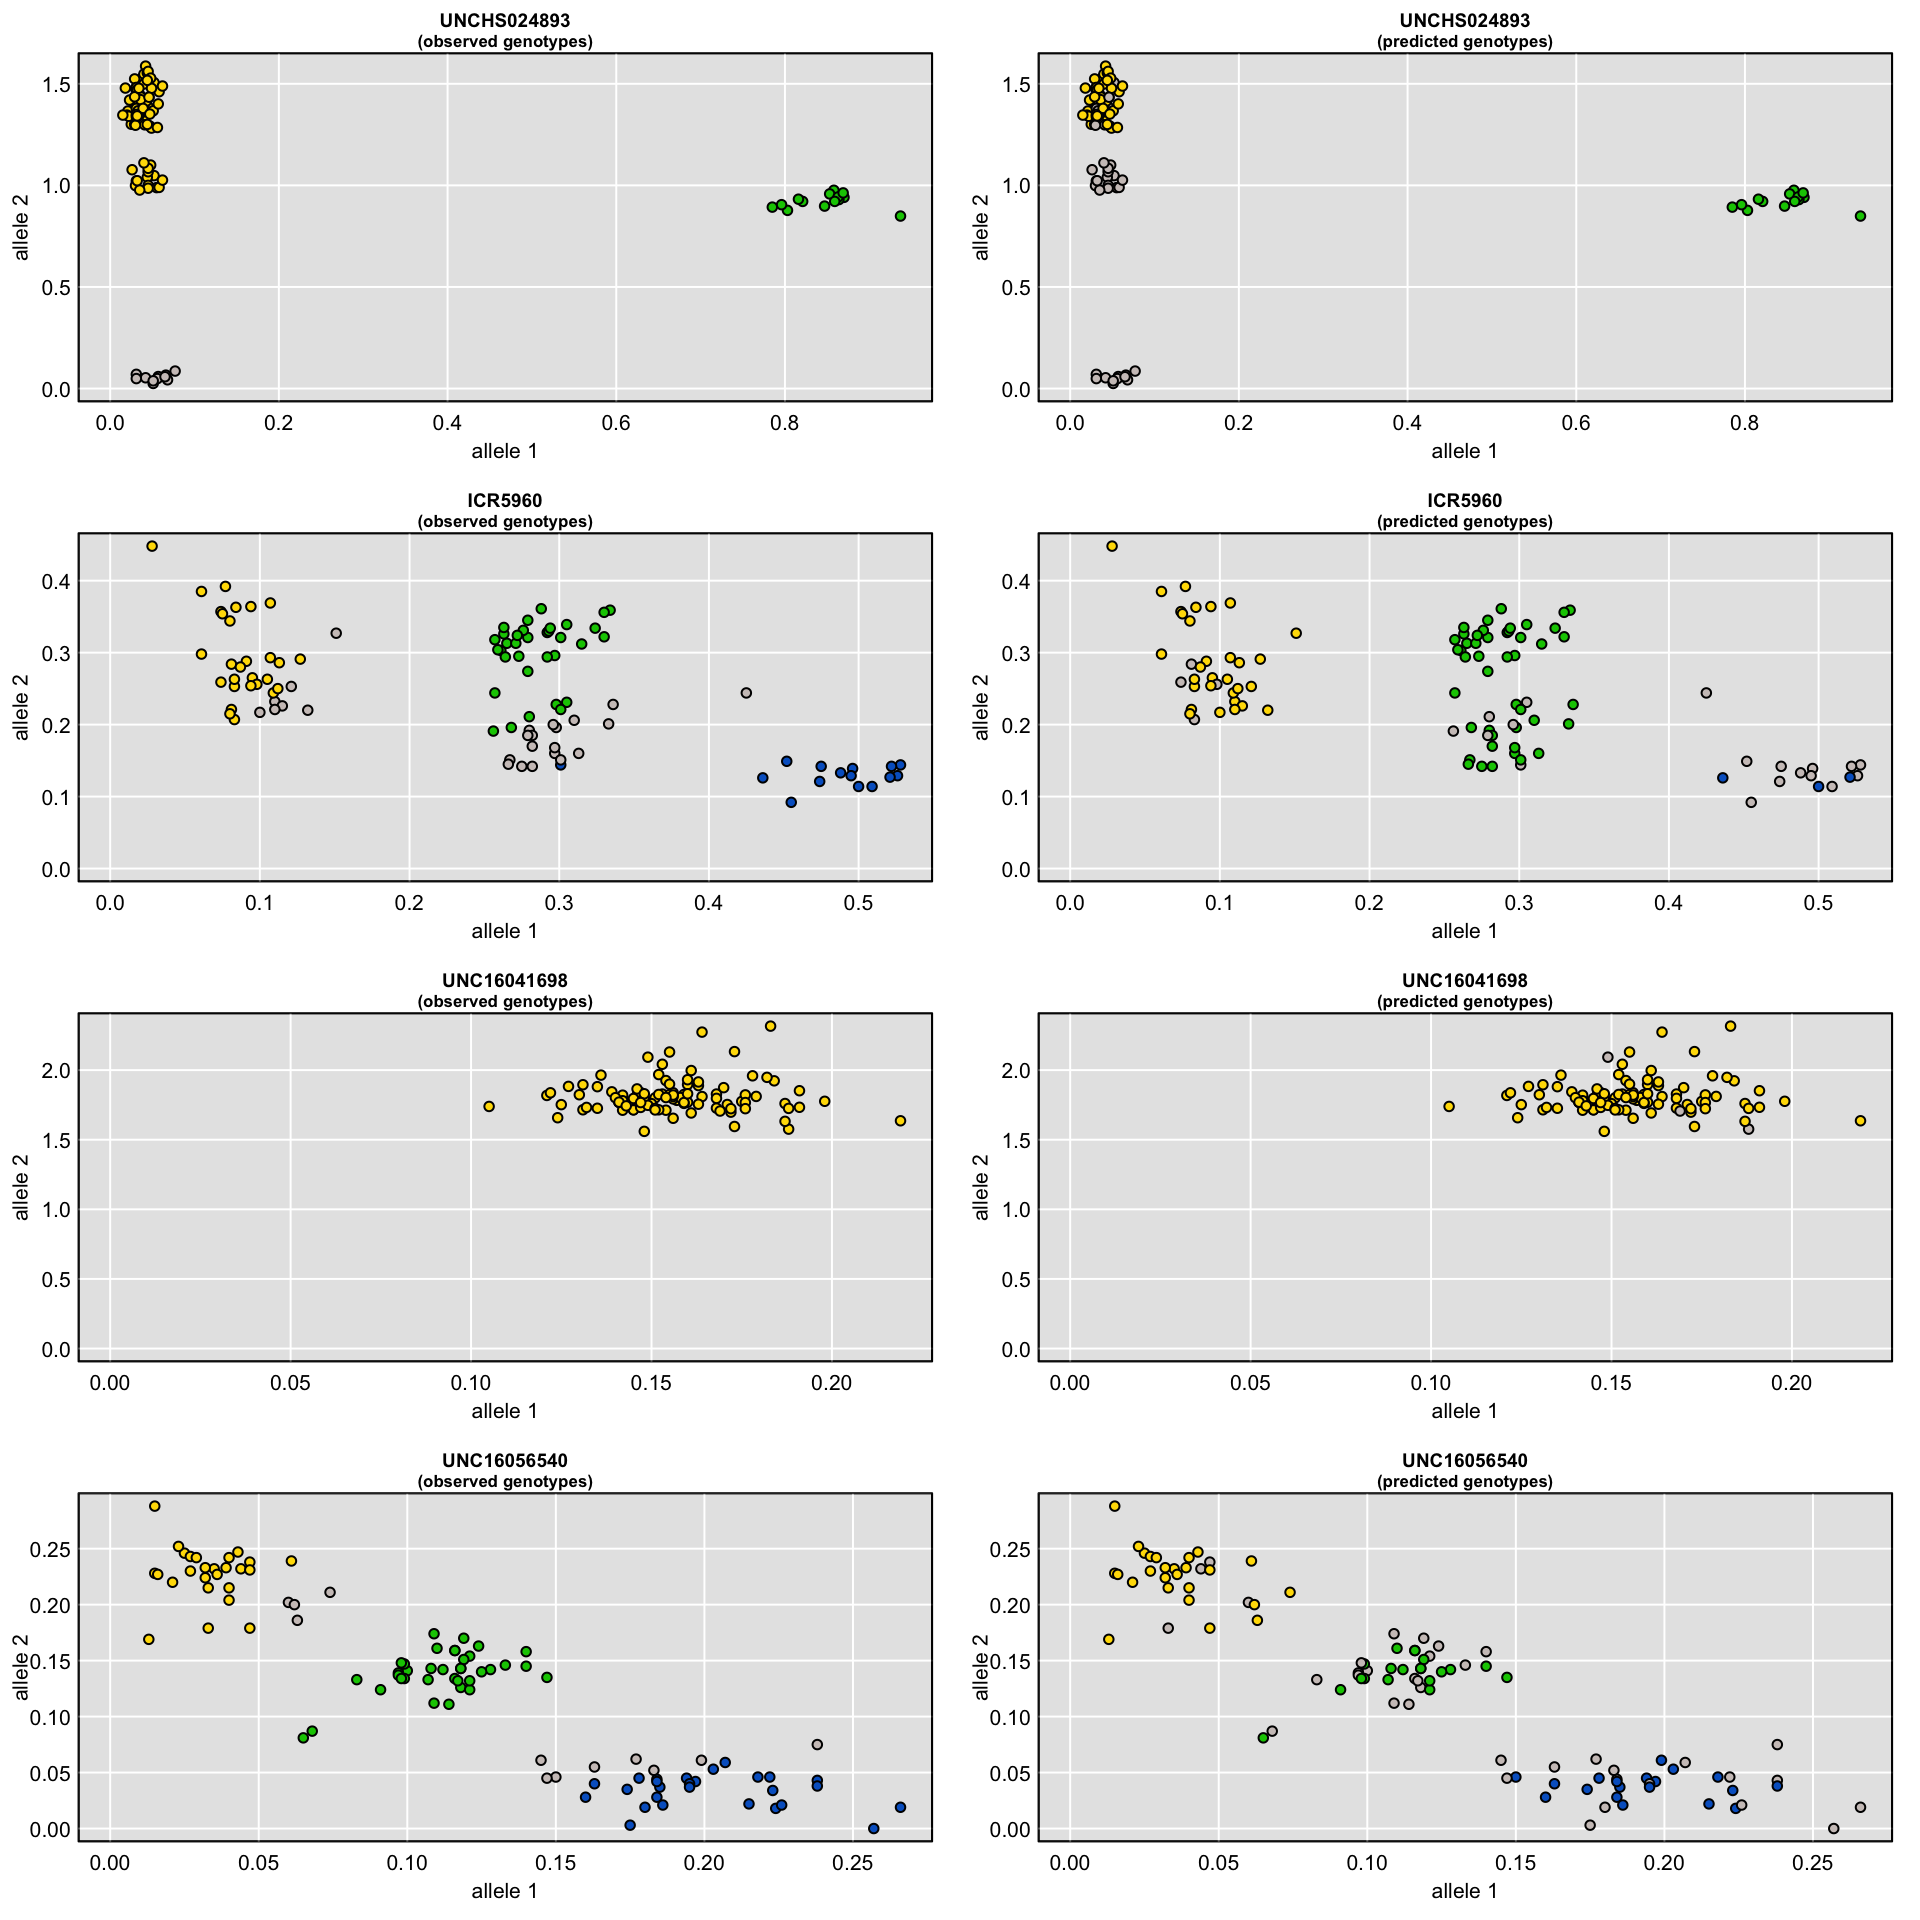 UNCHS024893
(observed genotypes)
allele 2
1.5
1.0
0.5
0.0
0.0 0.2 0.4 0.6 0.8
allele 1
UNCHS024893
(predicted genotypes)
allele 2
1.5
1.0
0.5
0.0
0.0 0.2 0.4 0.6 0.8
allele 1
ICR5960
(observed genotypes)
allele 2
0.4
0.3
0.2
0.1
0.0
0.0 0.1 0.2 0.3 0.4 0.5
allele 1
ICR5960
(predicted genotypes)
allele 2
0.4
0.3
0.2
0.1
0.0
0.0 0.1 0.2 0.3 0.4 0.5
allele 1
UNC16041698
(observed genotypes)
allele 2
2.0
1.5
1.0
0.5
0.0
0.00 0.05 0.10 0.15 0.20
allele 1
UNC16041698
(predicted genotypes)
allele 2
2.0
1.5
1.0
0.5
0.0
0.00 0.05 0.10 0.15 0.20
allele 1
UNC16056540
(observed genotypes)
allele 2
0.25
0.20
0.15
0.10
0.05
0.00
0.00 0.05 0.10 0.15 0.20 0.25
allele 1
UNC16056540
(predicted genotypes)
allele 2
0.25
0.20
0.15
0.10
0.05
0.00
0.00 0.05 0.10 0.15 0.20 0.25
allele 1